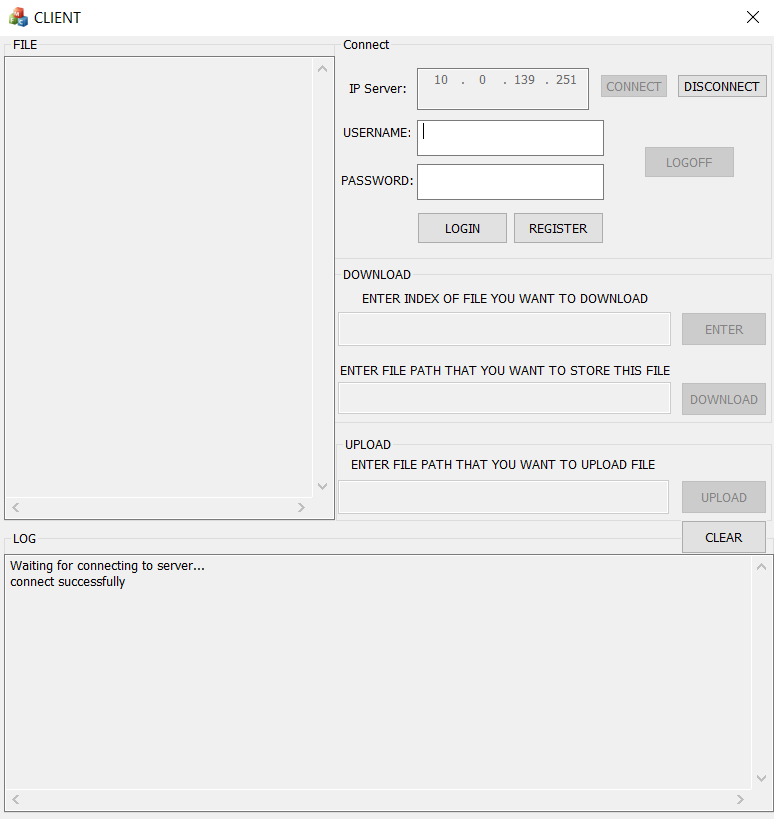 CLIENT
FILE
Connect
IP Server:
10 . 0 . 139 . 251
CONNECT
DISCONNECT
USERNAME:
LOGOFF
PASSWORD:
LOGIN
REGISTER
DOWNLOAD
ENTER INDEX OF FILE YOU WANT TO DOWNLOAD
ENTER
ENTER FILE PATH THAT YOU WANT TO STORE THIS FILE
DOWNLOAD
UPLOAD
ENTER FILE PATH THAT YOU WANT TO UPLOAD FILE
UPLOAD
LOG
CLEAR
Waiting for connecting to server...
connect successfully